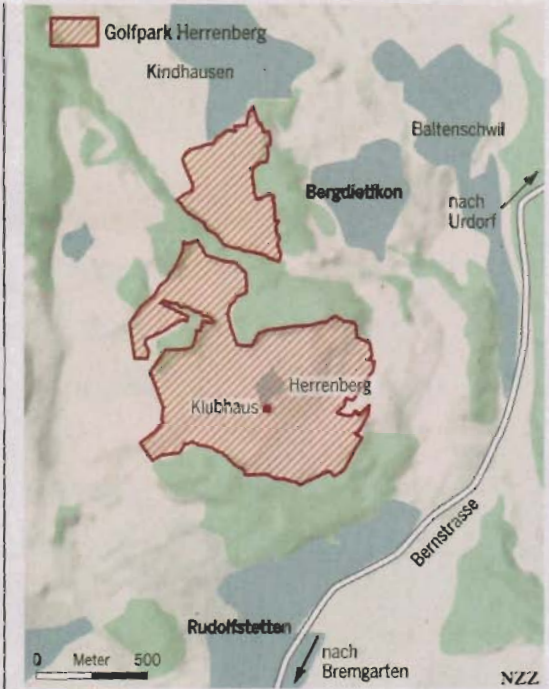 Golfpark Herrenberg
Kindhausen
Baltenschwil
Bergdietikon
nach
Urdorf
Herrenberg
Klubhaus
Bernstrasse
Rudolfstetten
0 Meter 500
nach
Bremgarten
NZZ